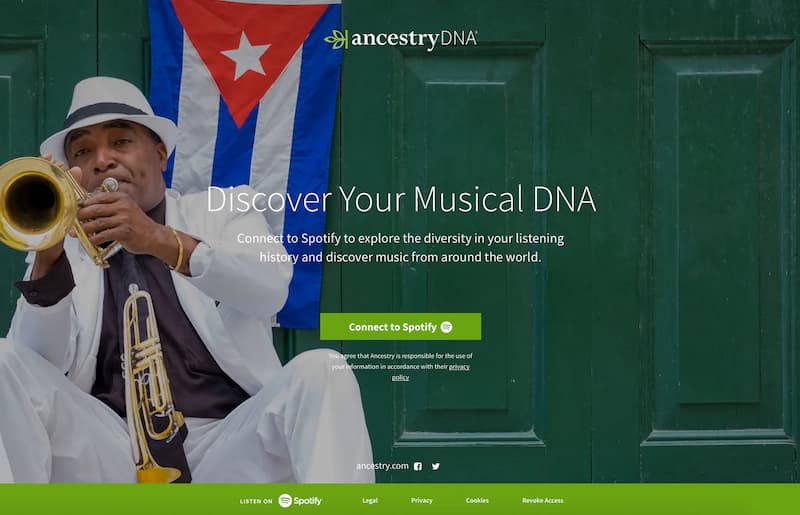 ancestryDNA®
Discover Your Musical DNA
Connect to Spotify to explore the diversity in your listening
history and discover music from around the world.
Connect to Spotify
You agree that Ancestry is responsible for the use of
your information in accordance with their privacy
policy
ancestry.com
LISTEN ON Spotify Legal Privacy Cookies Revoke Access